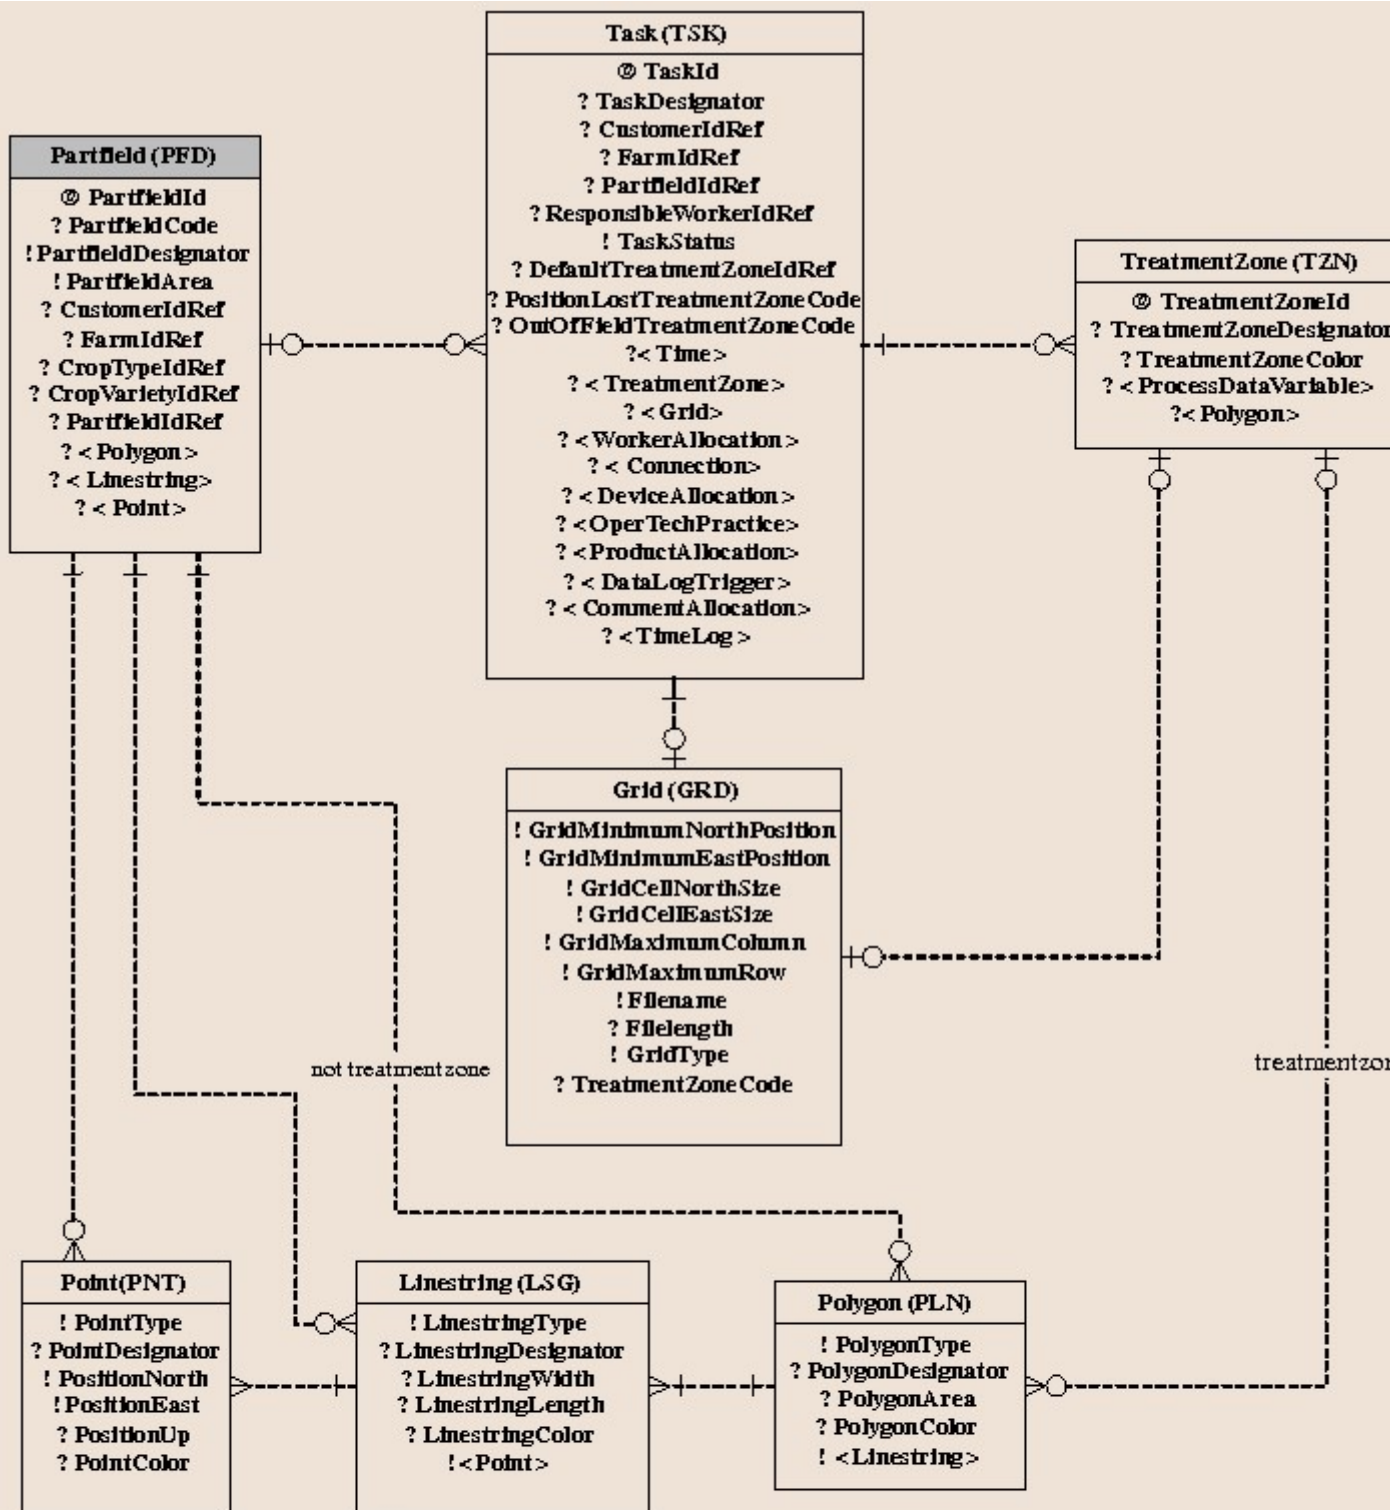 Task (TSK)
@ TaskId
? TaskDesignator
? CustomerIdRef
? FarmIdRef
? PartfieldIdRef
? ResponsibleWorkerIdRef
! TaskStatus
? DefaultTreatmentZoneIdRef
? PositionLostTreatmentZoneCode
? OutOfFieldTreatmentZoneCode
?< Time>
? <TreatmentZone>
? <Grid>
? <WorkerAllocation>
? < Connection>
? <DeviceAllocation>
? <OperTechPractice>
? <ProductAllocation>
? < DataLogTrigger>
? < CommentAllocation>
? <TimeLog >
Partfield (PFD)
@ PartfieldId
? PartfieldCode
! PartfieldDesignator
! PartfieldArea
? CustomerIdRef
? FarmIdRef
? CropTypeIdRef
? CropVarietyIdRef
? PartfieldIdRef
? < Polygon>
? < Linestring>
? < Point>
TreatmentZone (TZN)
@ TreatmentZoneId
? TreatmentZoneDesignator
? TreatmentZoneColor
? <ProcessDataVariable>
?< Polygon>
Grid (GRD)
! GridMinimumNorthPosition
! GridMinimumEastPosition
! GridCellNorthSize
! GridCellEastSize
! GridMaximumColumn
! GridMaximumRow
! Filename
? Filelength
! GridType
? TreatmentZoneCode
not treatmentzone
treatmentzon
Point(PNT)
! PointType
? PointDesignator
! PositionNorth
! PositionEast
? PositionUp
? PointColor
Linestring (LSG)
! LinestringType
? LinestringDesignator
? LinestringWidth
? LinestringLength
? LinestringColor
!<Point>
Polygon (PLN)
! PolygonType
? PolygonDesignator
? PolygonArea
? PolygonColor
! <Linestring>